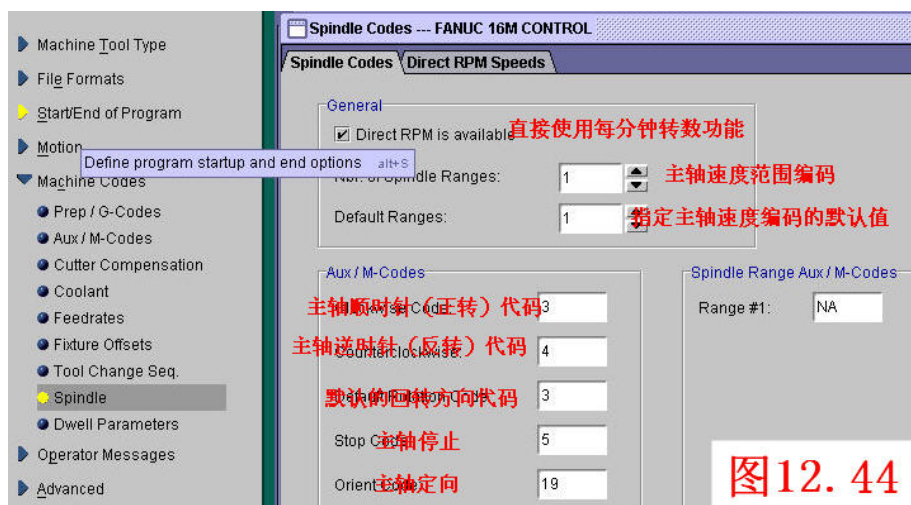 Machine Tool Type
File Formats
Start/End of Program
Motion
Define program startup and end options alt+S
Machine Codes
Prep / G-Codes
Aux / M-Codes
Cutter Compensation
Coolant
Feedrates
Fixture Offsets
Tool Change Seq.
Spindle
Dwell Parameters
Operator Messages
Advanced
Spindle Codes --- FANUC 16M CONTROL
Spindle Codes Direct RPM Speeds
General
Direct RPM is available 直接使用每分钟转数功能
Nbr. of Spindle Ranges: 1 主轴速度范围编码
Default Ranges: 1 指定主轴速度编码的默认值
Aux / M-Codes
主轴顺时针（正转）代码 3
主轴逆时针（反转）代码 4
Counterclockwise:
默认的回转方向代码 3
Stop Code 主轴停止 5
Orient Code 主轴定向 19
Spindle Range Aux / M-Codes
Range #1: NA
图12.44